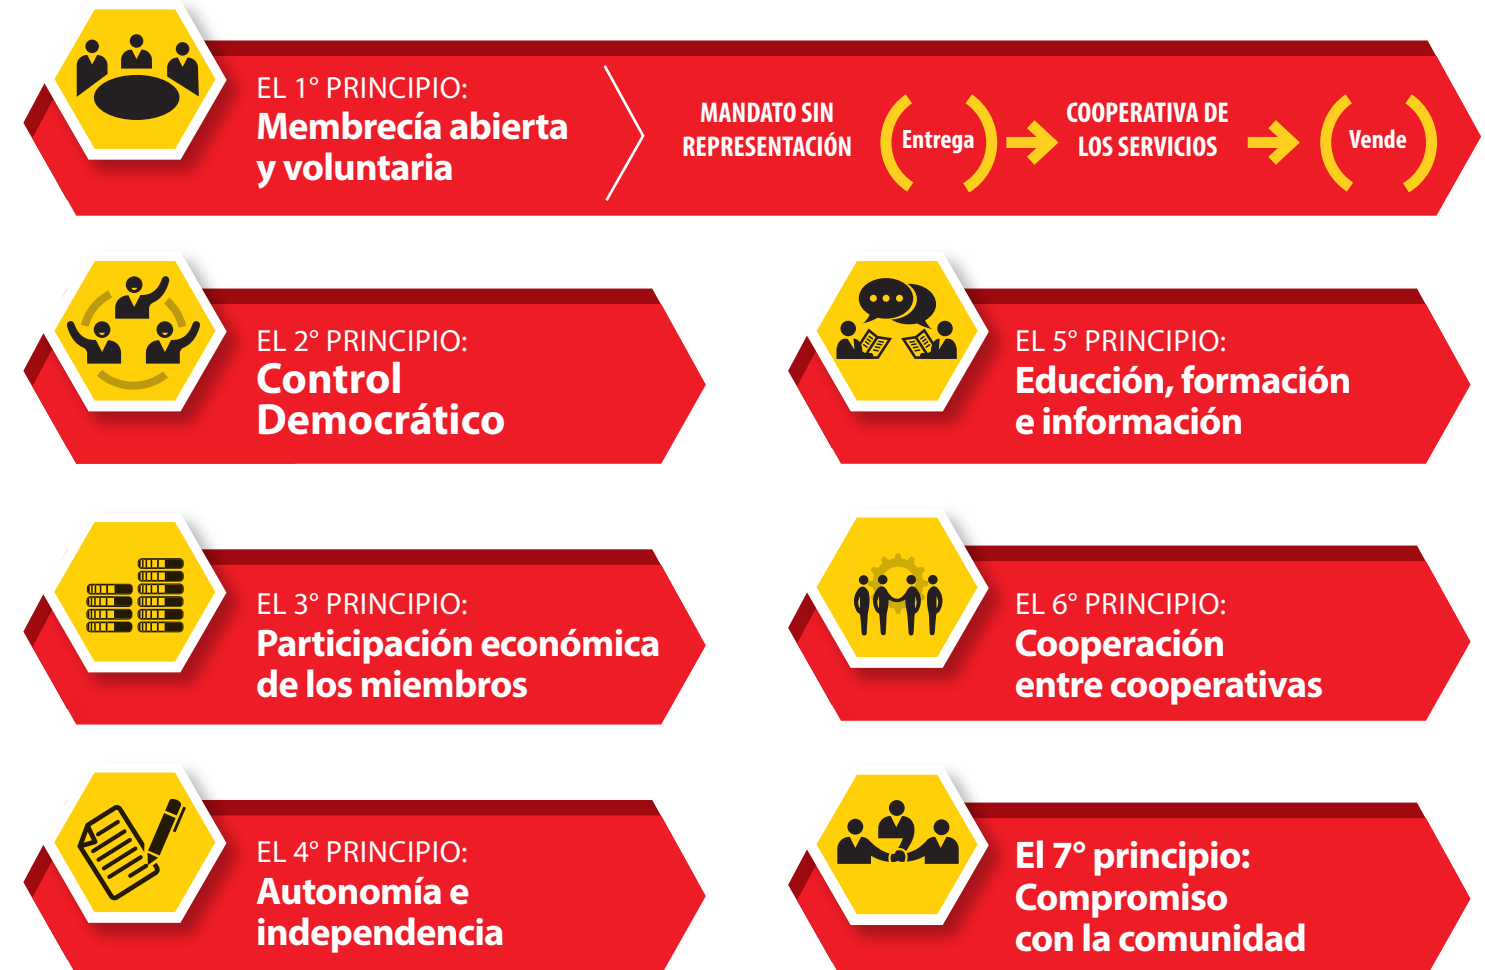 EL 1° PRINCIPIO:
Membrecía abierta
y voluntaria
MANDATO SIN
REPRESENTACIÓN
Entrega
COOPERATIVA DE
LOS SERVICIOS
Vende
EL 2° PRINCIPIO:
Control
Democrático
EL 3° PRINCIPIO:
Participación económica
de los miembros
EL 4° PRINCIPIO:
Autonomía e
independencia
EL 5° PRINCIPIO:
Educción, formación
e información
EL 6° PRINCIPIO:
Cooperación
entre cooperativas
El 7° principio:
Compromiso
con la comunidad